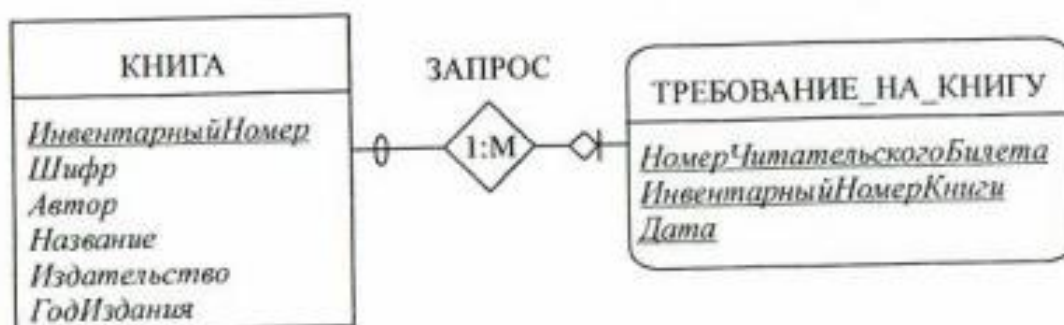 КНИГА
ИнвентарныйНомер
Шифр
Автор
Название
Издательство
ГодИздания
ЗАПРОС
1:М
ТРЕБОВАНИЕ_НА_КНИГУ
НомерЧитательскогоБилета
ИнвентарныйНомерКниги
Дата